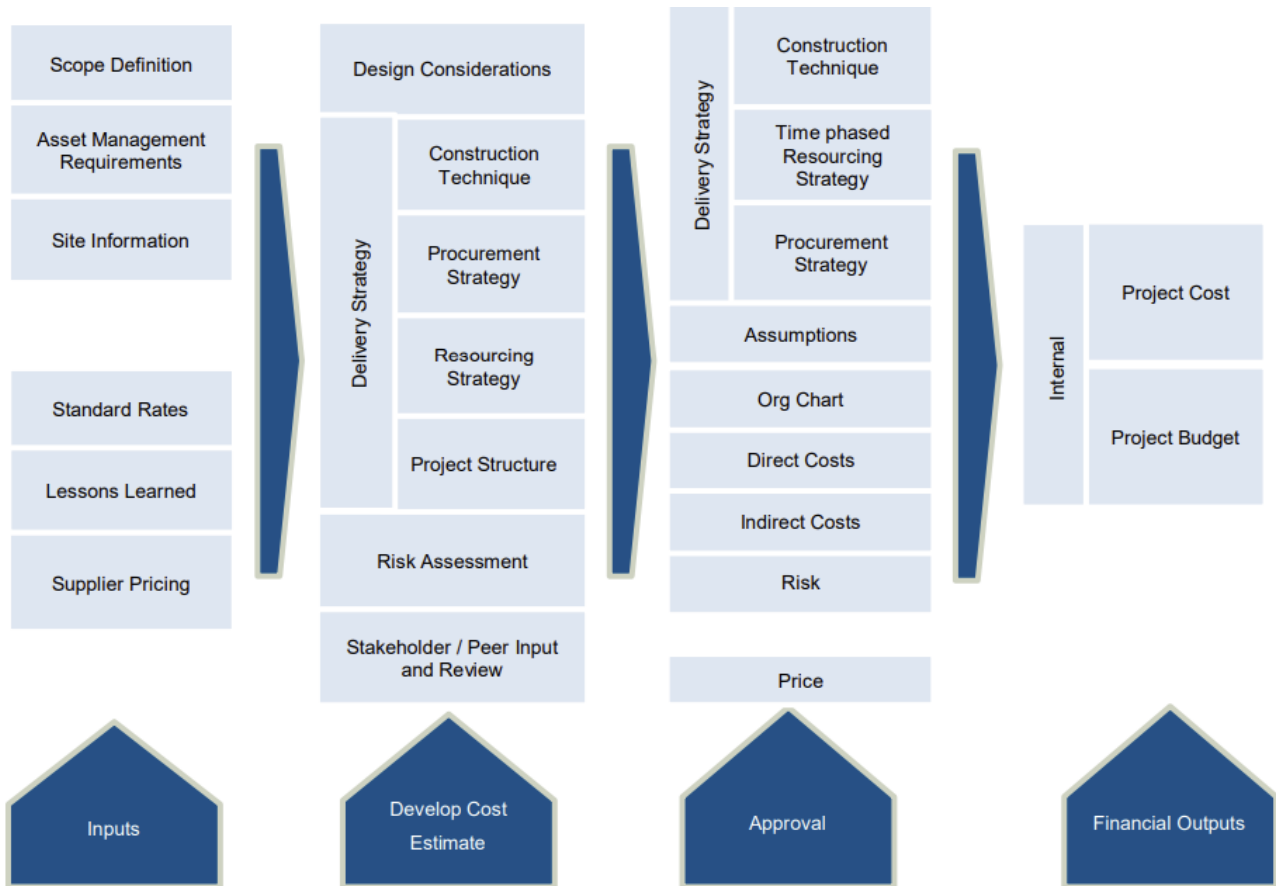 Scope Definition
Asset Management
Requirements
Site Information
Standard Rates
Lessons Learned
Supplier Pricing
Inputs
Design Considerations
Delivery Strategy
Construction
Technique
Procurement
Strategy
Resourcing
Strategy
Project Structure
Risk Assessment
Stakeholder / Peer Input
and Review
Develop Cost
Estimate
Delivery Strategy
Construction
Technique
Time phased
Resourcing
Strategy
Procurement
Strategy
Assumptions
Org Chart
Direct Costs
Indirect Costs
Risk
Price
Approval
Internal
Project Cost
Project Budget
Financial Outputs